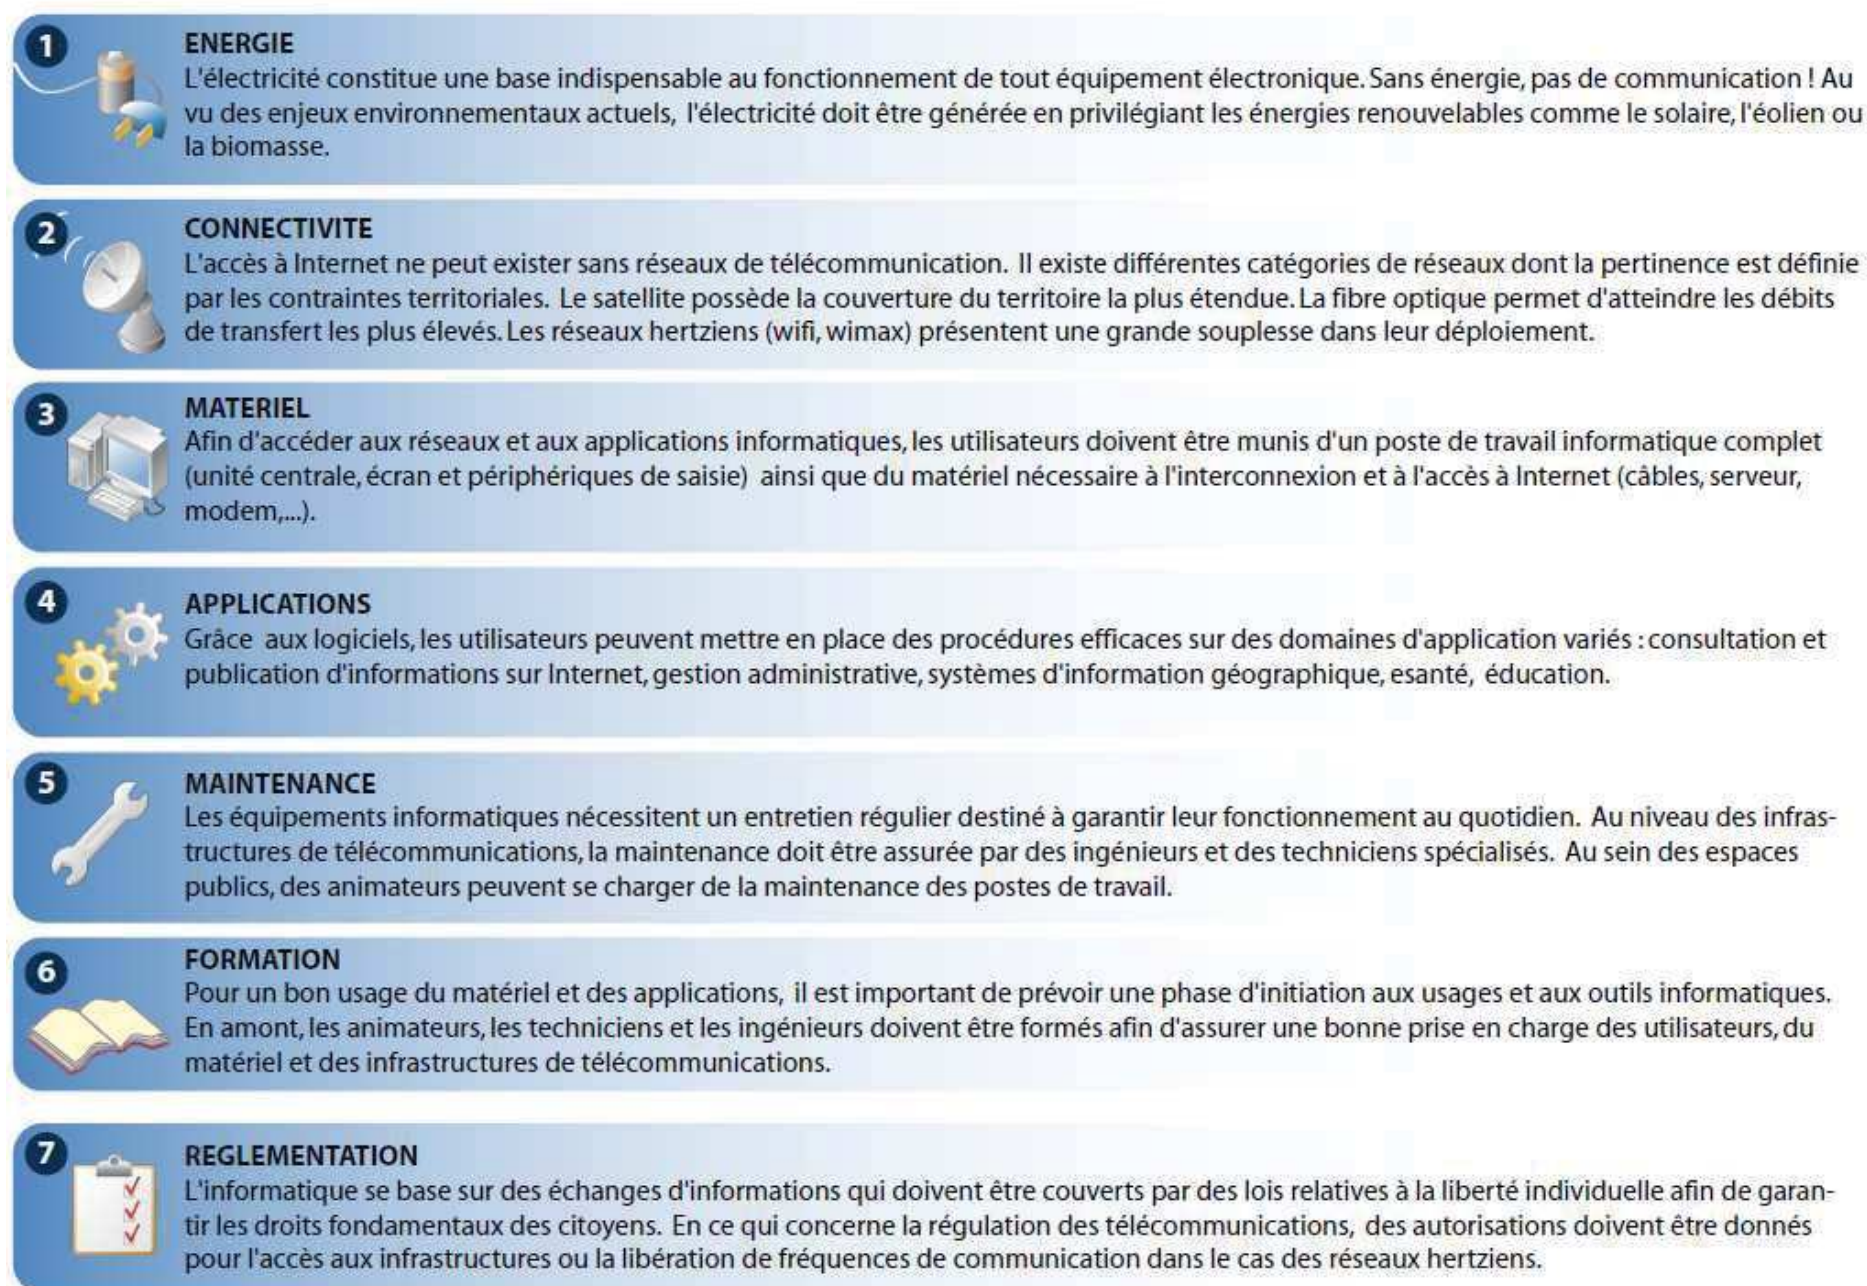 1
ENERGIE
L'électricité constitue une base indispensable au fonctionnement de tout équipement électronique. Sans énergie, pas de communication ! Au
vu des enjeux environnementaux actuels, l'électricité doit être générée en privilégiant les énergies renouvelables comme le solaire, l'éolien ou
la biomasse.
2
CONNECTIVITE
L'accès à Internet ne peut exister sans réseaux de télécommunication. Il existe différentes catégories de réseaux dont la pertinence est définie
par les contraintes territoriales. Le satellite possède la couverture du territoire la plus étendue. La fibre optique permet d'atteindre les débits
de transfert les plus élevés. Les réseaux hertziens (wifi, wimax) présentent une grande souplesse dans leur déploiement.
3
MATERIEL
Afin d'accéder aux réseaux et aux applications informatiques, les utilisateurs doivent être munis d'un poste de travail informatique complet
(unité centrale, écran et périphériques de saisie) ainsi que du matériel nécessaire à l'interconnexion et à l'accès à Internet (câbles, serveur,
modem,...).
4
APPLICATIONS
Grâce aux logiciels, les utilisateurs peuvent mettre en place des procédures efficaces sur des domaines d'application variés : consultation et
publication d'informations sur Internet, gestion administrative, systèmes d'information géographique, esanté, éducation.
5
MAINTENANCE
Les équipements informatiques nécessitent un entretien régulier destiné à garantir leur fonctionnement au quotidien. Au niveau des infras-
tructures de télécommunications, la maintenance doit être assurée par des ingénieurs et des techniciens spécialisés. Au sein des espaces
publics, des animateurs peuvent se charger de la maintenance des postes de travail.
6
FORMATION
Pour un bon usage du matériel et des applications, il est important de prévoir une phase d'initiation aux usages et aux outils informatiques.
En amont, les animateurs, les techniciens et les ingénieurs doivent être formés afin d'assurer une bonne prise en charge des utilisateurs, du
matériel et des infrastructures de télécommunications.
7
REGLEMENTATION
L'informatique se base sur des échanges d'informations qui doivent être couverts par des lois relatives à la liberté individuelle afin de garan-
tir les droits fondamentaux des citoyens. En ce qui concerne la régulation des télécommunications, des autorisations doivent être donnés
pour l'accès aux infrastructures ou la libération de fréquences de communication dans le cas des réseaux hertziens.